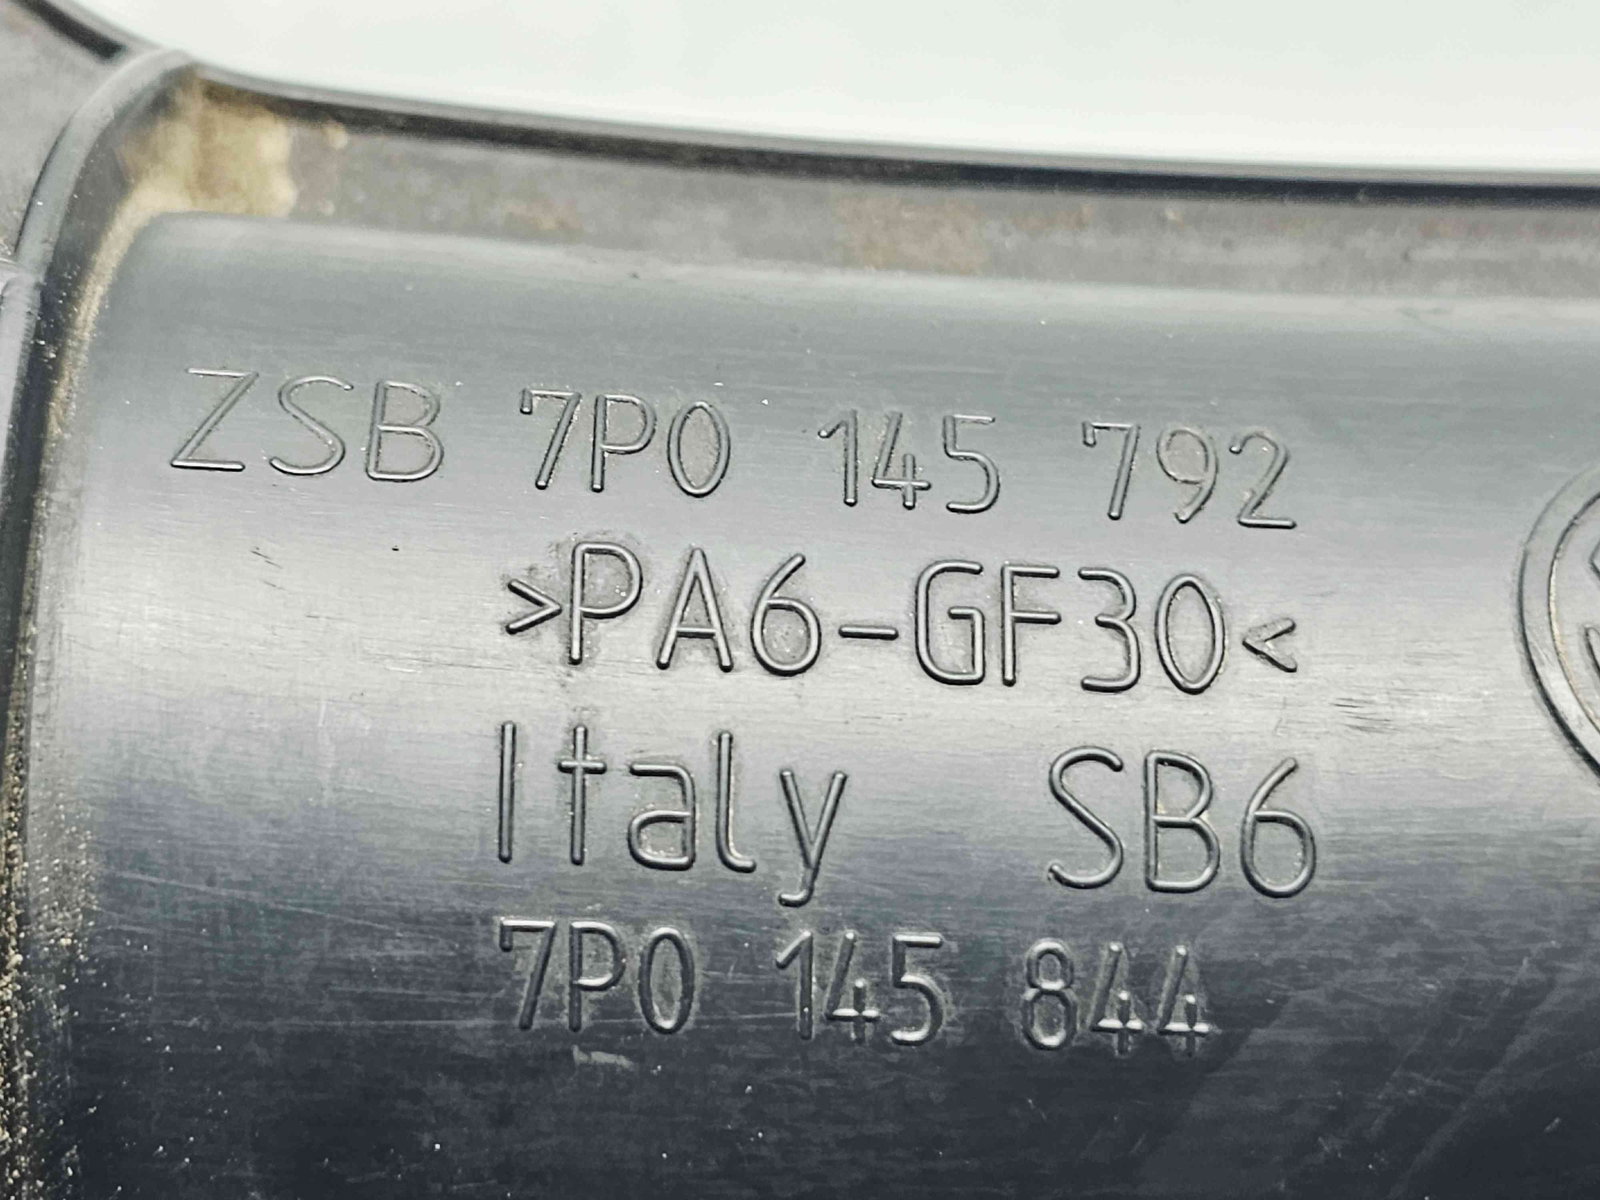 ZSB 7P0 145 792
>PA6-GF30<
Italy SB6
7P0 145 844